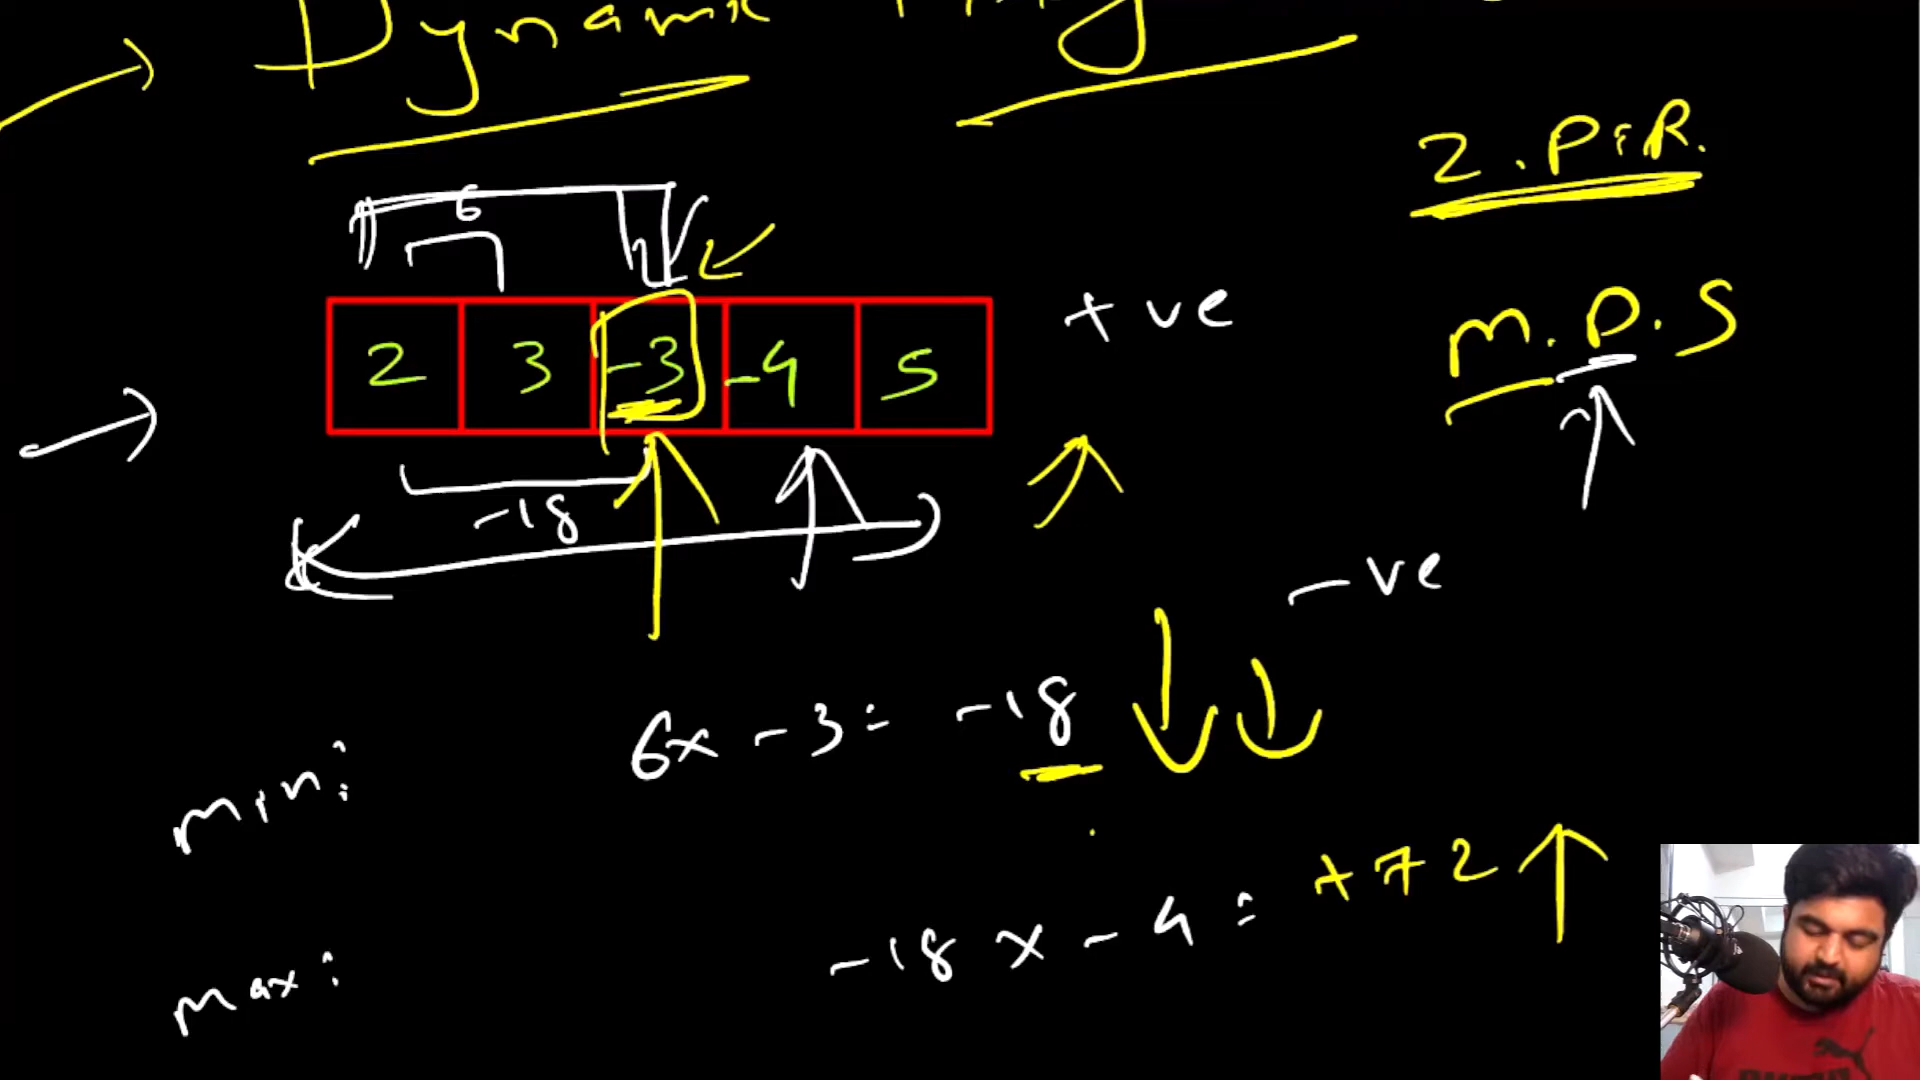 Dynamic
2. P&R.
6
+ve
M.P.S
2 3 -3 -4 5
-18
-ve
min: 6x - 3 = -18
max: -18 x - 4 = +72